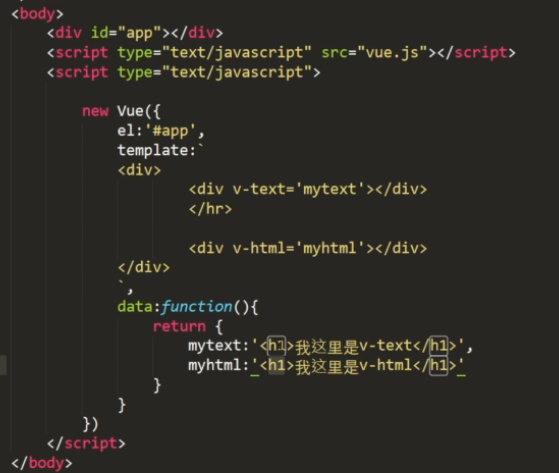 <body>
<div id="app"></div>
<script type="text/javascript" src="vue.js"></script>
<script type="text/javascript">
new Vue({
el:'#app',
template:`
<div>
<div v-text='mytext'></div>
</hr>
<div v-html='myhtml'></div>
</div>
`,
data:function(){
return {
mytext:'<h1>我这里是v-text</h1>',
myhtml:'<h1>我这里是v-html</h1>'
}
}
})
</script>
</body>